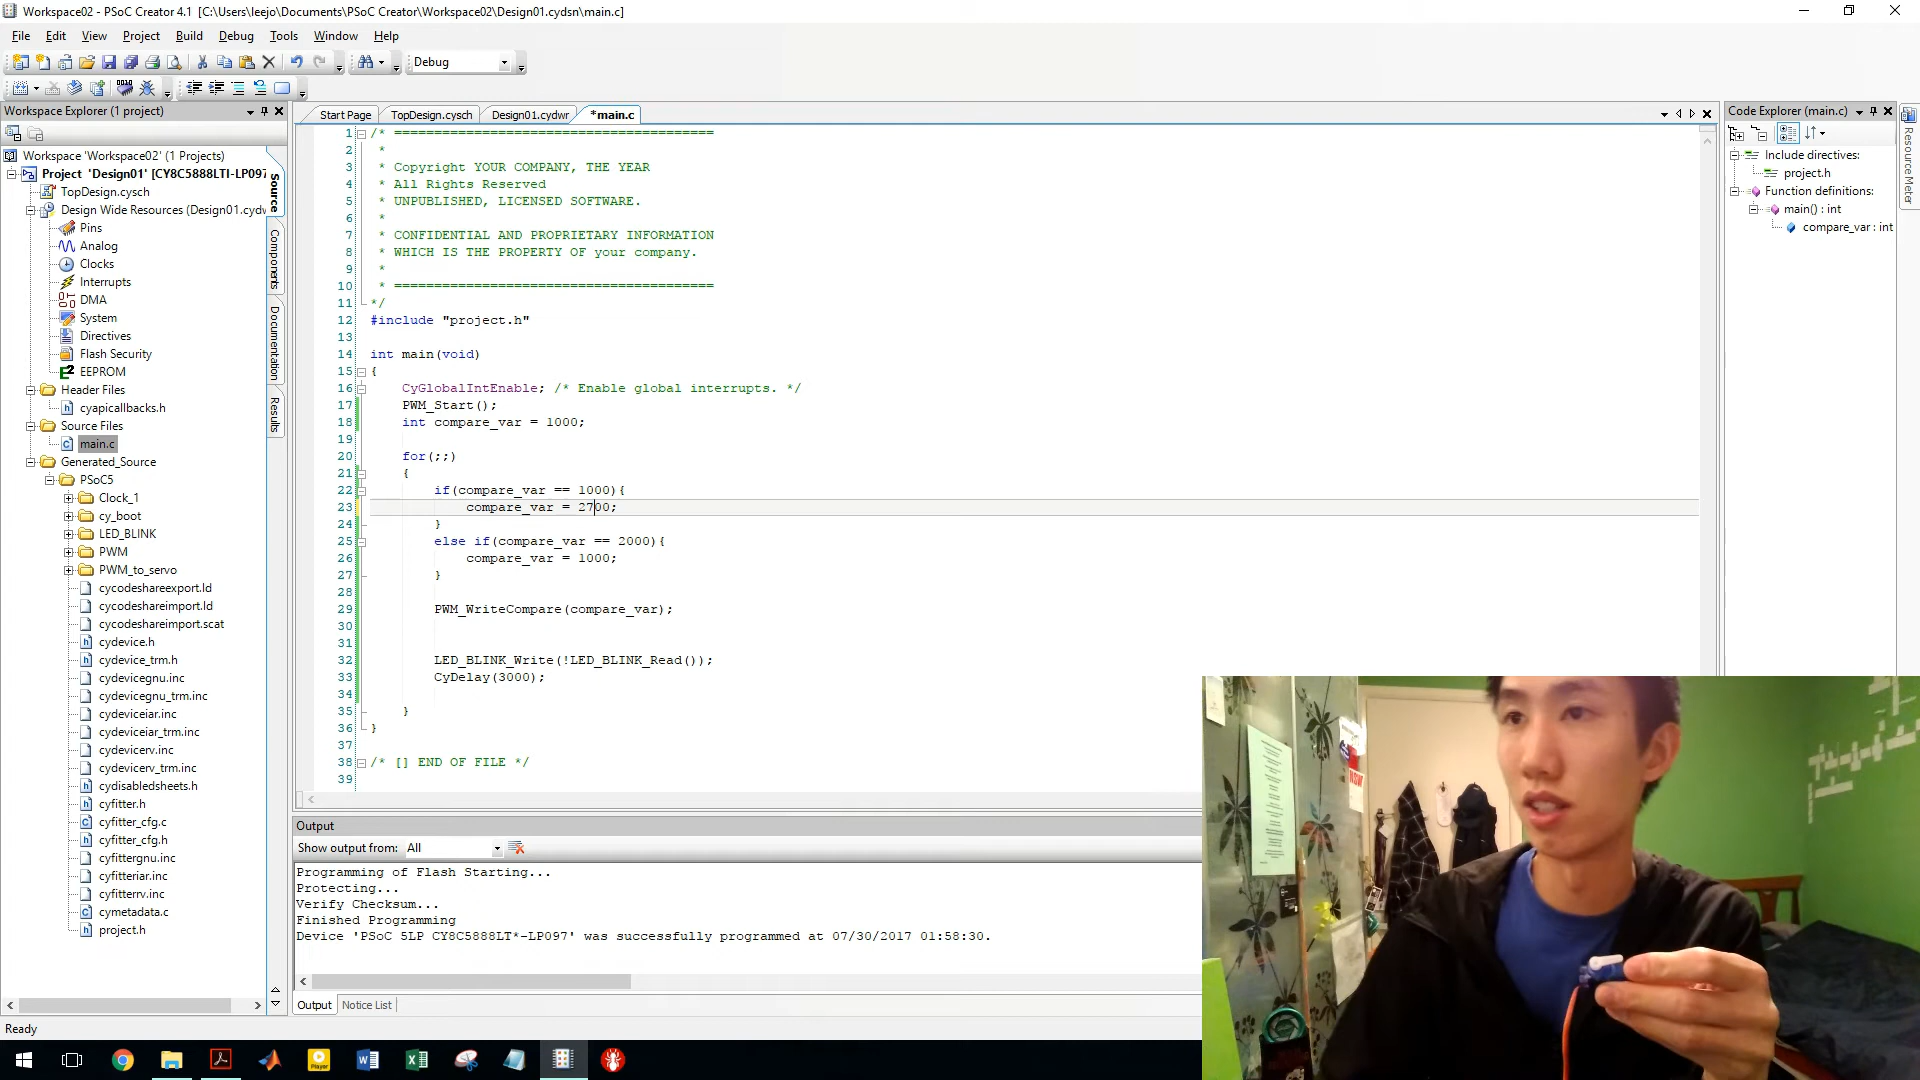 Workspace02 - PSoC Creator 4.1 [C:\Users\leejo\Documents\PSoC Creator\Workspace02\Design01.cydsn\main.c]
File Edit View Project Build Debug Tools Window Help
Debug
Workspace Explorer (1 project)
Workspace 'Workspace02' (1 Projects)
Project 'Design01' [CY8C5888LTI-LP097
TopDesign.cysch
Design Wide Resources (Design01.cydw
Pins
Analog
Clocks
Interrupts
DMA
System
Directives
Flash Security
EEPROM
Header Files
cyapicallbacks.h
Source Files
main.c
Generated_Source
PSoC5
Clock_1
cy_boot
LED_BLINK
PWM
PWM_to_servo
cycodeshareexport.ld
cycodeshareimport.ld
cycodeshareimport.scat
cydevice.h
cydevice_trm.h
cydevicegnu.inc
cydevicegnu_trm.inc
cydeviceiar.inc
cydeviceiar_trm.inc
cydevicerv.inc
cydevicerv_trm.inc
cydisabledsheets.h
cyfitter.h
cyfitter_cfg.c
cyfitter_cfg.h
cyfittergnu.inc
cyfitteriar.inc
cyfitterrv.inc
cymetadata.c
project.h
Source
Components
Documentation
Results
Start Page TopDesign.cysch Design01.cydwr *main.c
1 /* ========================================
2 *
3 * Copyright YOUR COMPANY, THE YEAR
4 * All Rights Reserved
5 * UNPUBLISHED, LICENSED SOFTWARE.
6 *
7 * CONFIDENTIAL AND PROPRIETARY INFORMATION
8 * WHICH IS THE PROPERTY OF your company.
9 *
10 * ========================================
11 */
12 #include "project.h"
13
14 int main(void)
15 {
16 CyGlobalIntEnable; /* Enable global interrupts. */
17 PWM_Start();
18 int compare_var = 1000;
19
20 for(;;)
21 {
22 if(compare_var == 1000){
23 compare_var = 2700;
24 }
25 else if(compare_var == 2000){
26 compare_var = 1000;
27 }
28
29 PWM_WriteCompare(compare_var);
30
31
32 LED_BLINK_Write(!LED_BLINK_Read());
33 CyDelay(3000);
34
35 }
36 }
37
38 /* [] END OF FILE */
39
Code Explorer (main.c)
Include directives:
project.h
Function definitions:
main() : int
compare_var : int
Resource Meter
Output
Show output from: All
Programming of Flash Starting...
Protecting...
Verify Checksum...
Finished Programming
Device 'PSoC 5LP CY8C5888LT*-LP097' was successfully programmed at 07/30/2017 01:58:30.
Output Notice List
Ready
Player
NSW